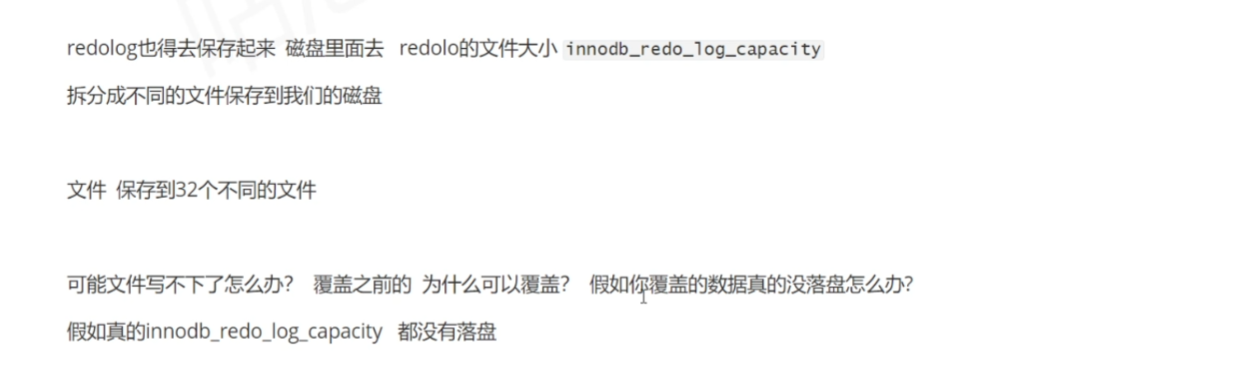 redolog也得去保存起来 磁盘里面去 redolo的文件大小 innodb_redo_log_capacity
拆分成不同的文件保存到我们的磁盘
文件 保存到32个不同的文件
可能文件写不下了怎么办? 覆盖之前的 为什么可以覆盖? 假如你覆盖的数据真的没落盘怎么办?
假如真的innodb_redo_log_capacity 都没有落盘